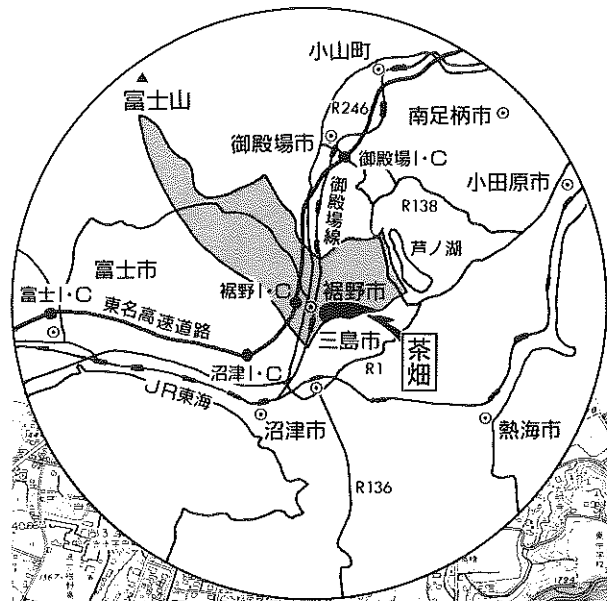 小山町
富士山
R246
南足柄市
御殿場市
御殿場I・C
小田原市
御殿場線
R138
芦ノ湖
富士市
富士I・C
裾野I・C
裾野市
東名高速道路
三島市
茶畑
沼津I・C
R1
JR東海
沼津市
熱海市
R136